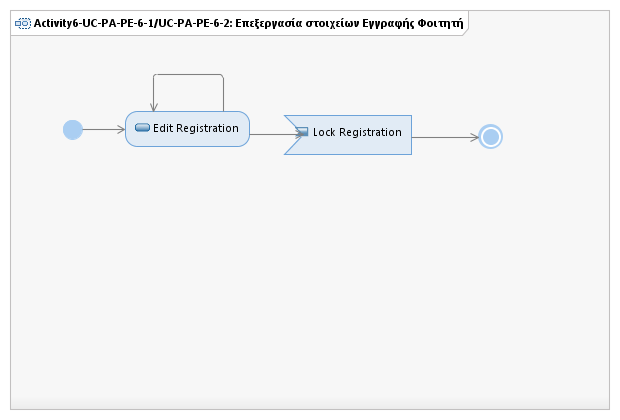 Activity6-UC-PA-PE-6-1/UC-PA-PE-6-2: Επεξεργασία στοιχείων Εγγραφής Φοιτητή
Edit Registration
Lock Registration